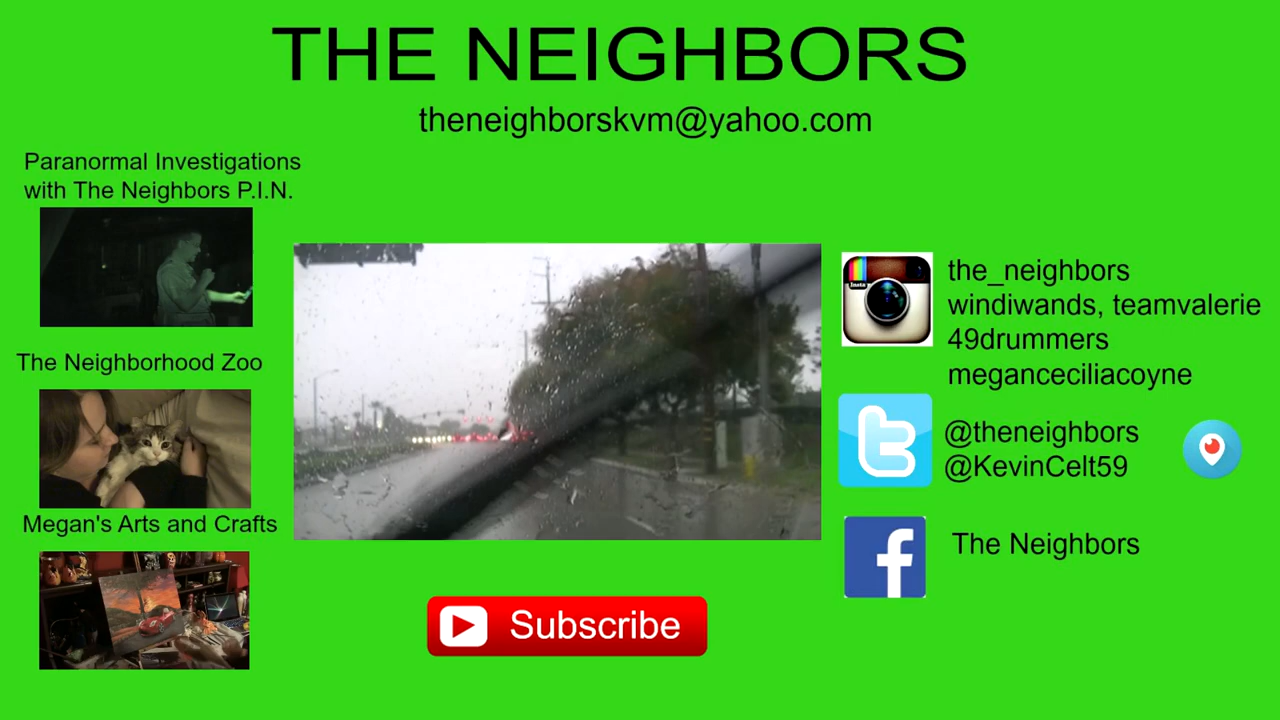 THE NEIGHBORS
theneighborskvm@yahoo.com
Paranormal Investigations
with The Neighbors P.I.N.
The Neighborhood Zoo
Megan's Arts and Crafts
Insta
the_neighbors
windiwands, teamvalerie
49drummers
meganceciliacoyne
@theneighbors
@KevinCelt59
The Neighbors
Subscribe